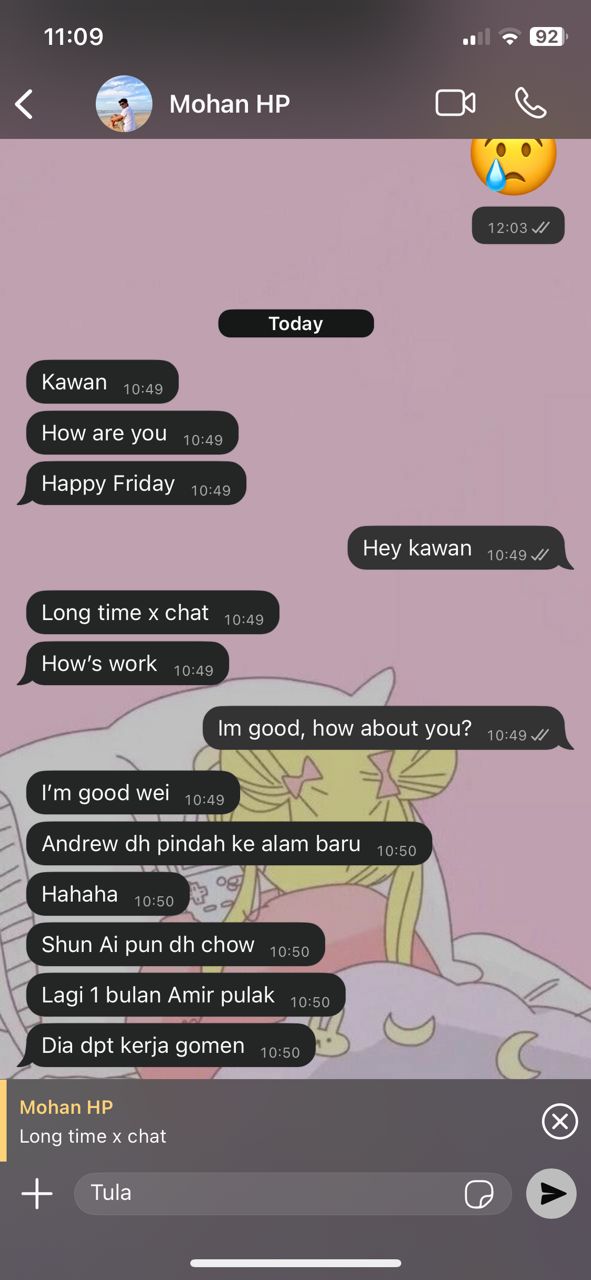 11:09
92
Mohan HP
12:03
Today
Kawan 10:49
How are you 10:49
Happy Friday 10:49
Hey kawan 10:49
Long time x chat 10:49
How’s work 10:49
Im good, how about you? 10:49
I’m good wei 10:49
Andrew dh pindah ke alam baru 10:50
Hahaha 10:50
Shun Ai pun dh chow 10:50
Lagi 1 bulan Amir pulak 10:50
Dia dpt kerja gomen 10:50
Mohan HP
Long time x chat
Tula